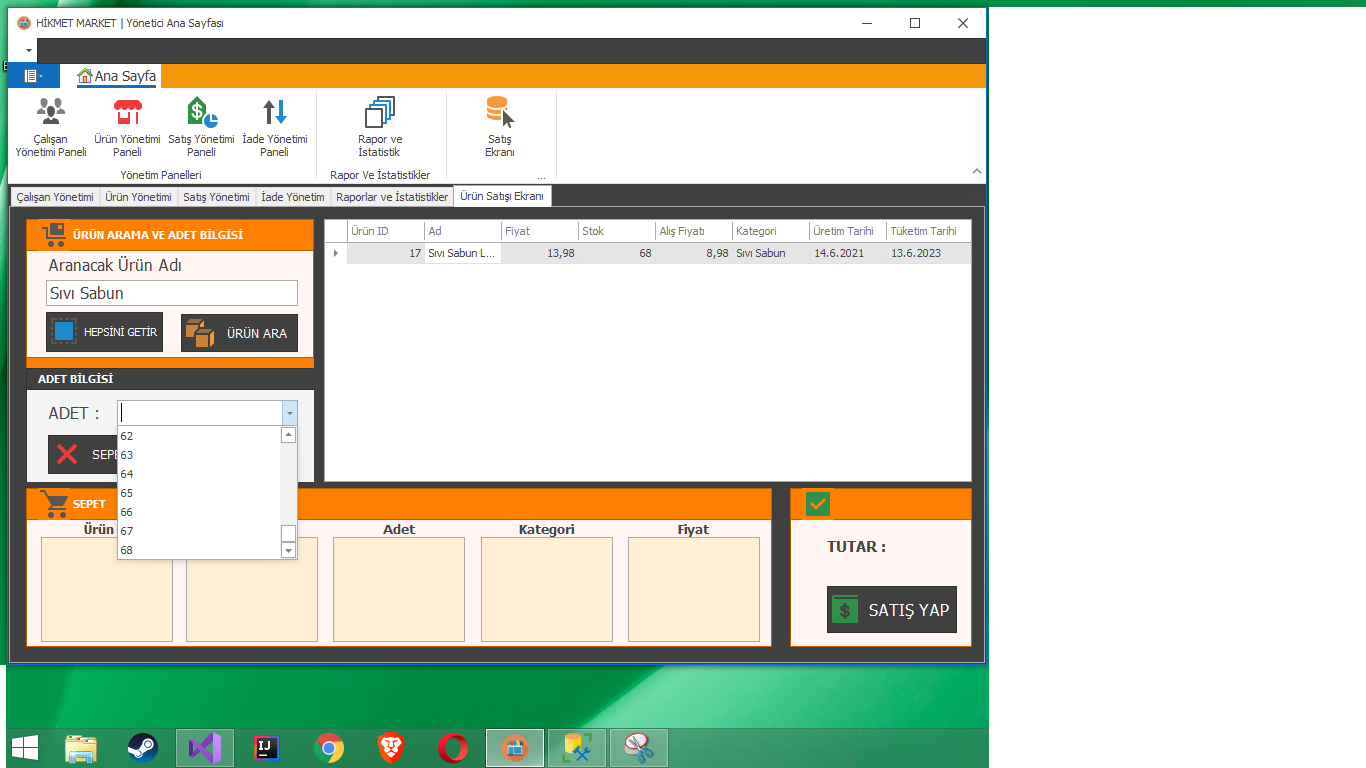 HİKMET MARKET | Yönetici Ana Sayfası
Ana Sayfa
Çalışan
Yönetimi Paneli
Ürün Yönetimi
Paneli
Satış Yönetimi
Paneli
İade Yönetimi
Paneli
Rapor ve
İstatistik
Satış
Ekranı
Yönetim Panelleri
Rapor Ve İstatistikler
...
Çalışan Yönetimi
Ürün Yönetimi
Satış Yönetimi
İade Yönetim
Raporlar ve İstatistikler
Ürün Satışı Ekranı
ÜRÜN ARAMA VE ADET BİLGİSİ
Aranacak Ürün Adı
Sıvı Sabun
HEPSİNİ GETİR
ÜRÜN ARA
Ürün ID Ad Fiyat Stok Alış Fiyatı Kategori Üretim Tarihi Tüketim Tarihi
17 Sıvı Sabun L... 13,98 68 8,98 Sıvı Sabun 14.6.2021 13.6.2023
ADET BİLGİSİ
ADET :
62
63
64
65
66
67
68
SEPET
Ürün
Adet
Kategori
Fiyat
TUTAR :
SATIŞ YAP
IJ